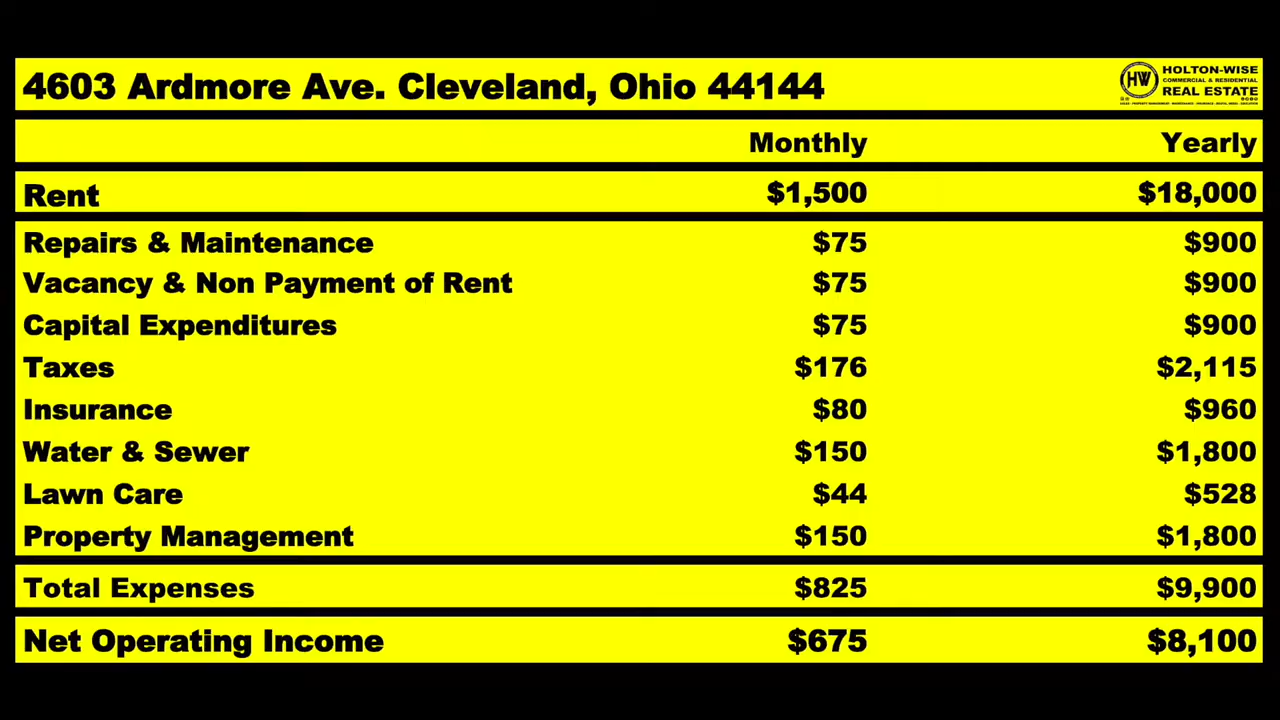 4603 Ardmore Ave. Cleveland, Ohio 44144
HW
HOLTON-WISE
COMMERCIAL & RESIDENTIAL
REAL ESTATE
Monthly Yearly
Rent $1,500 $18,000
Repairs & Maintenance $75 $900
Vacancy & Non Payment of Rent $75 $900
Capital Expenditures $75 $900
Taxes $176 $2,115
Insurance $80 $960
Water & Sewer $150 $1,800
Lawn Care $44 $528
Property Management $150 $1,800
Total Expenses $825 $9,900
Net Operating Income $675 $8,100